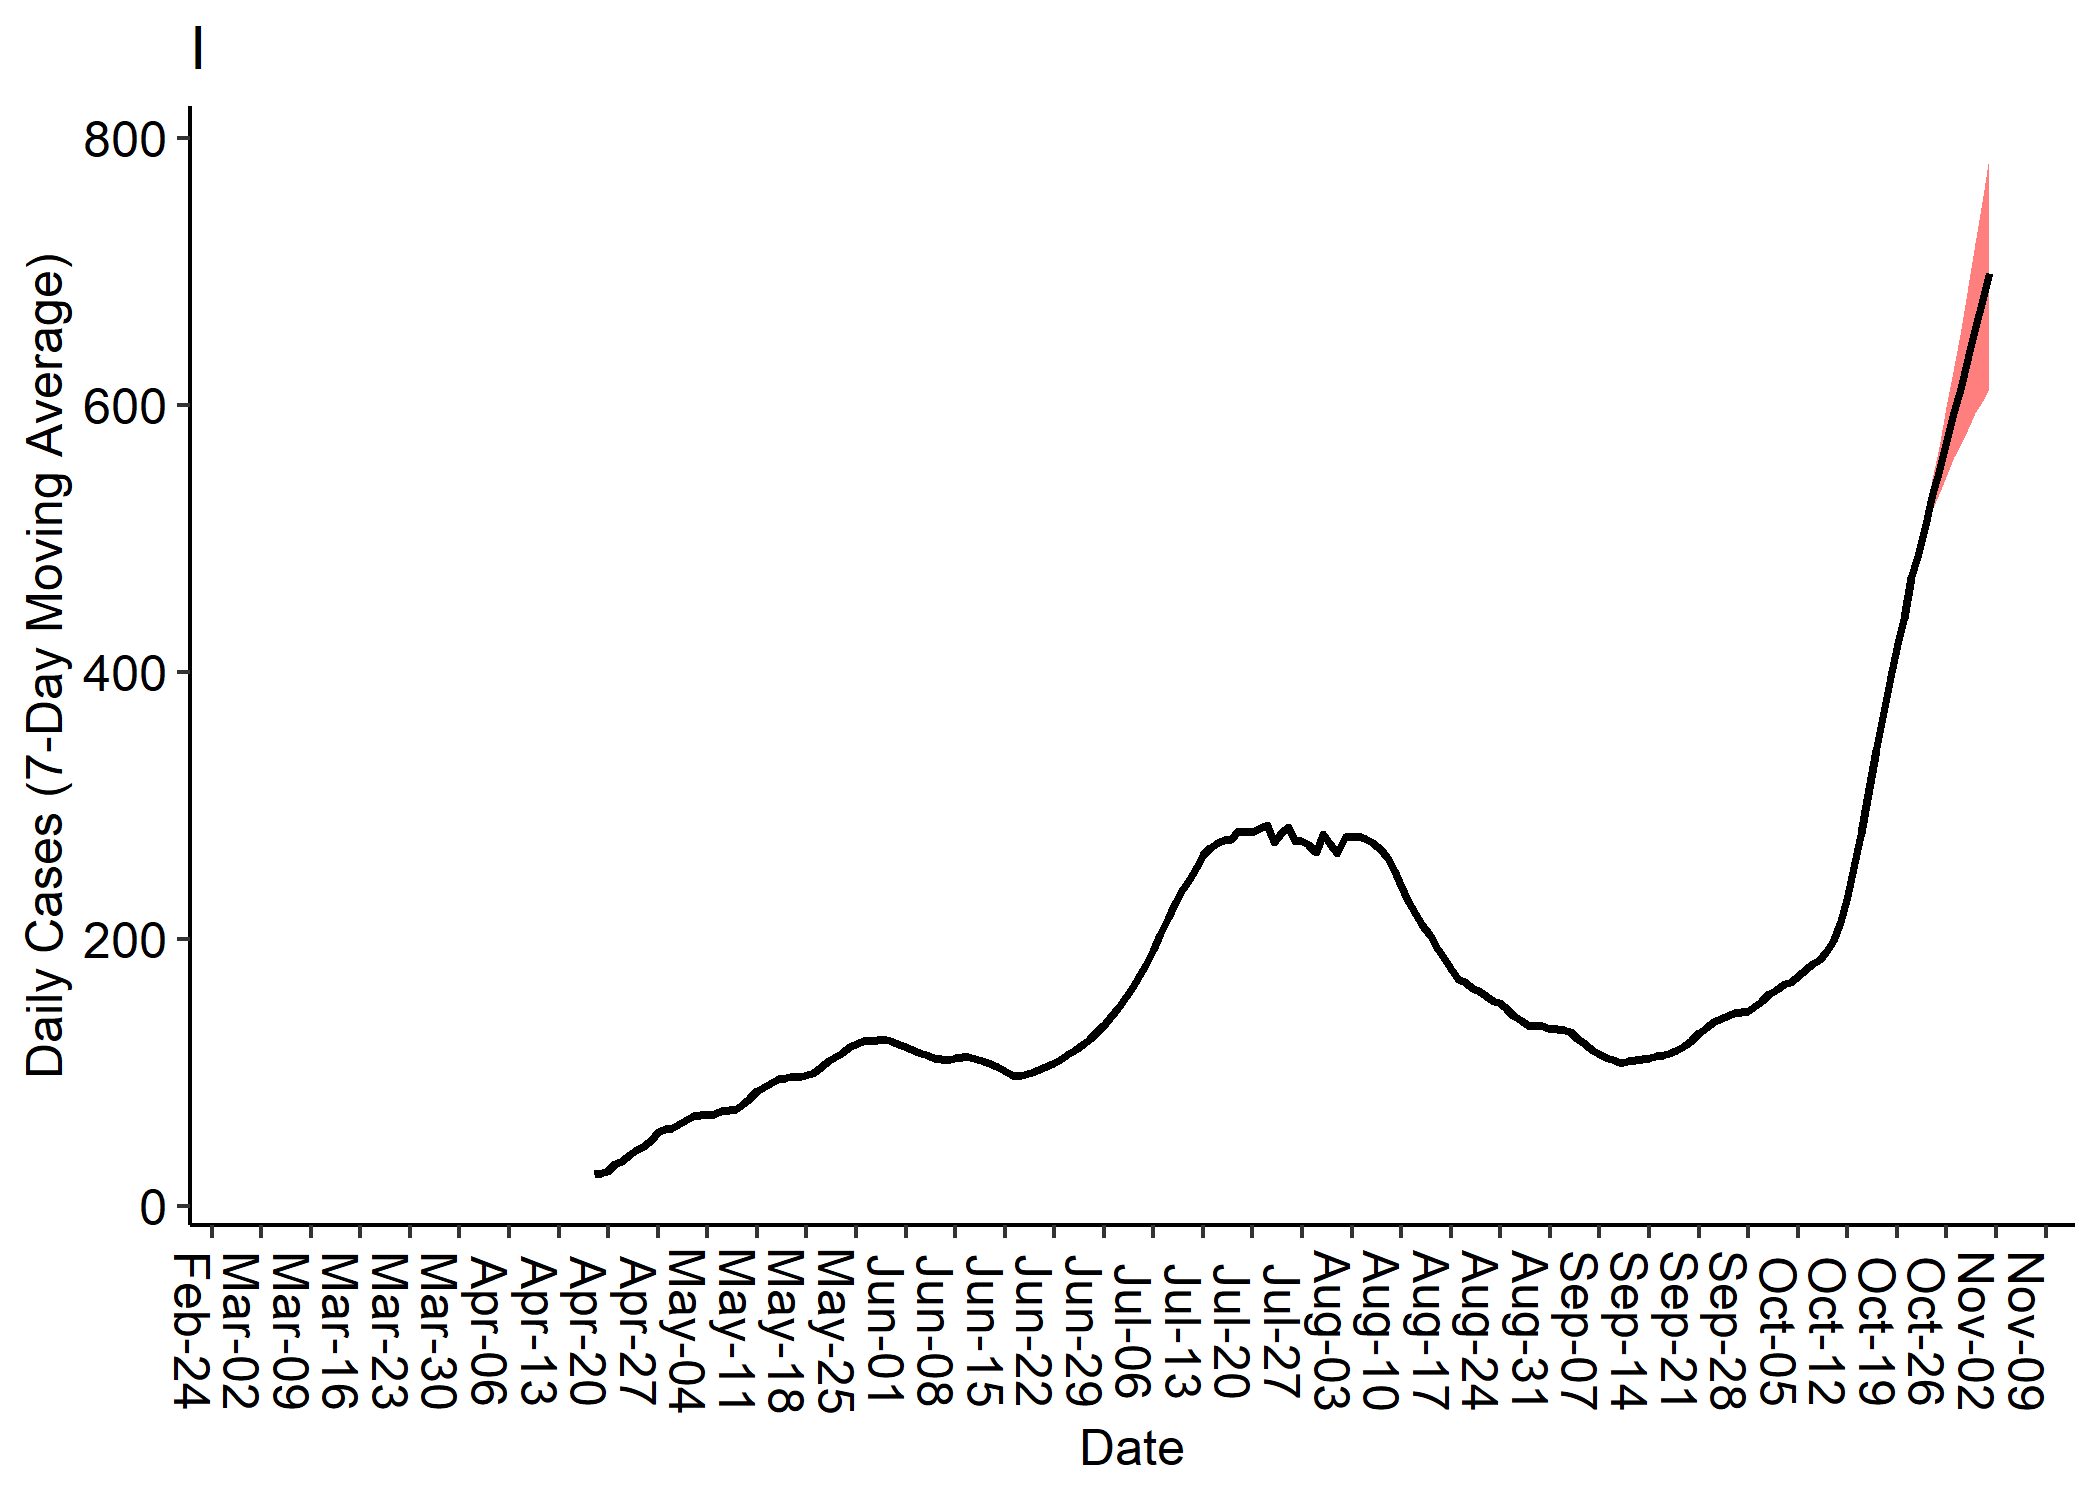 I
Daily Cases (7-Day Moving Average)
800
600
400
200
0
Feb-24
Mar-02
Mar-09
Mar-16
Mar-23
Mar-30
Apr-06
Apr-13
Apr-20
Apr-27
May-04
May-11
May-18
May-25
Jun-01
Jun-08
Jun-15
Jun-22
Jun-29
Jul-06
Jul-13
Jul-20
Jul-27
Aug-03
Aug-10
Aug-17
Aug-24
Aug-31
Sep-07
Sep-14
Sep-21
Sep-28
Oct-05
Oct-12
Oct-19
Oct-26
Nov-02
Nov-09
Date